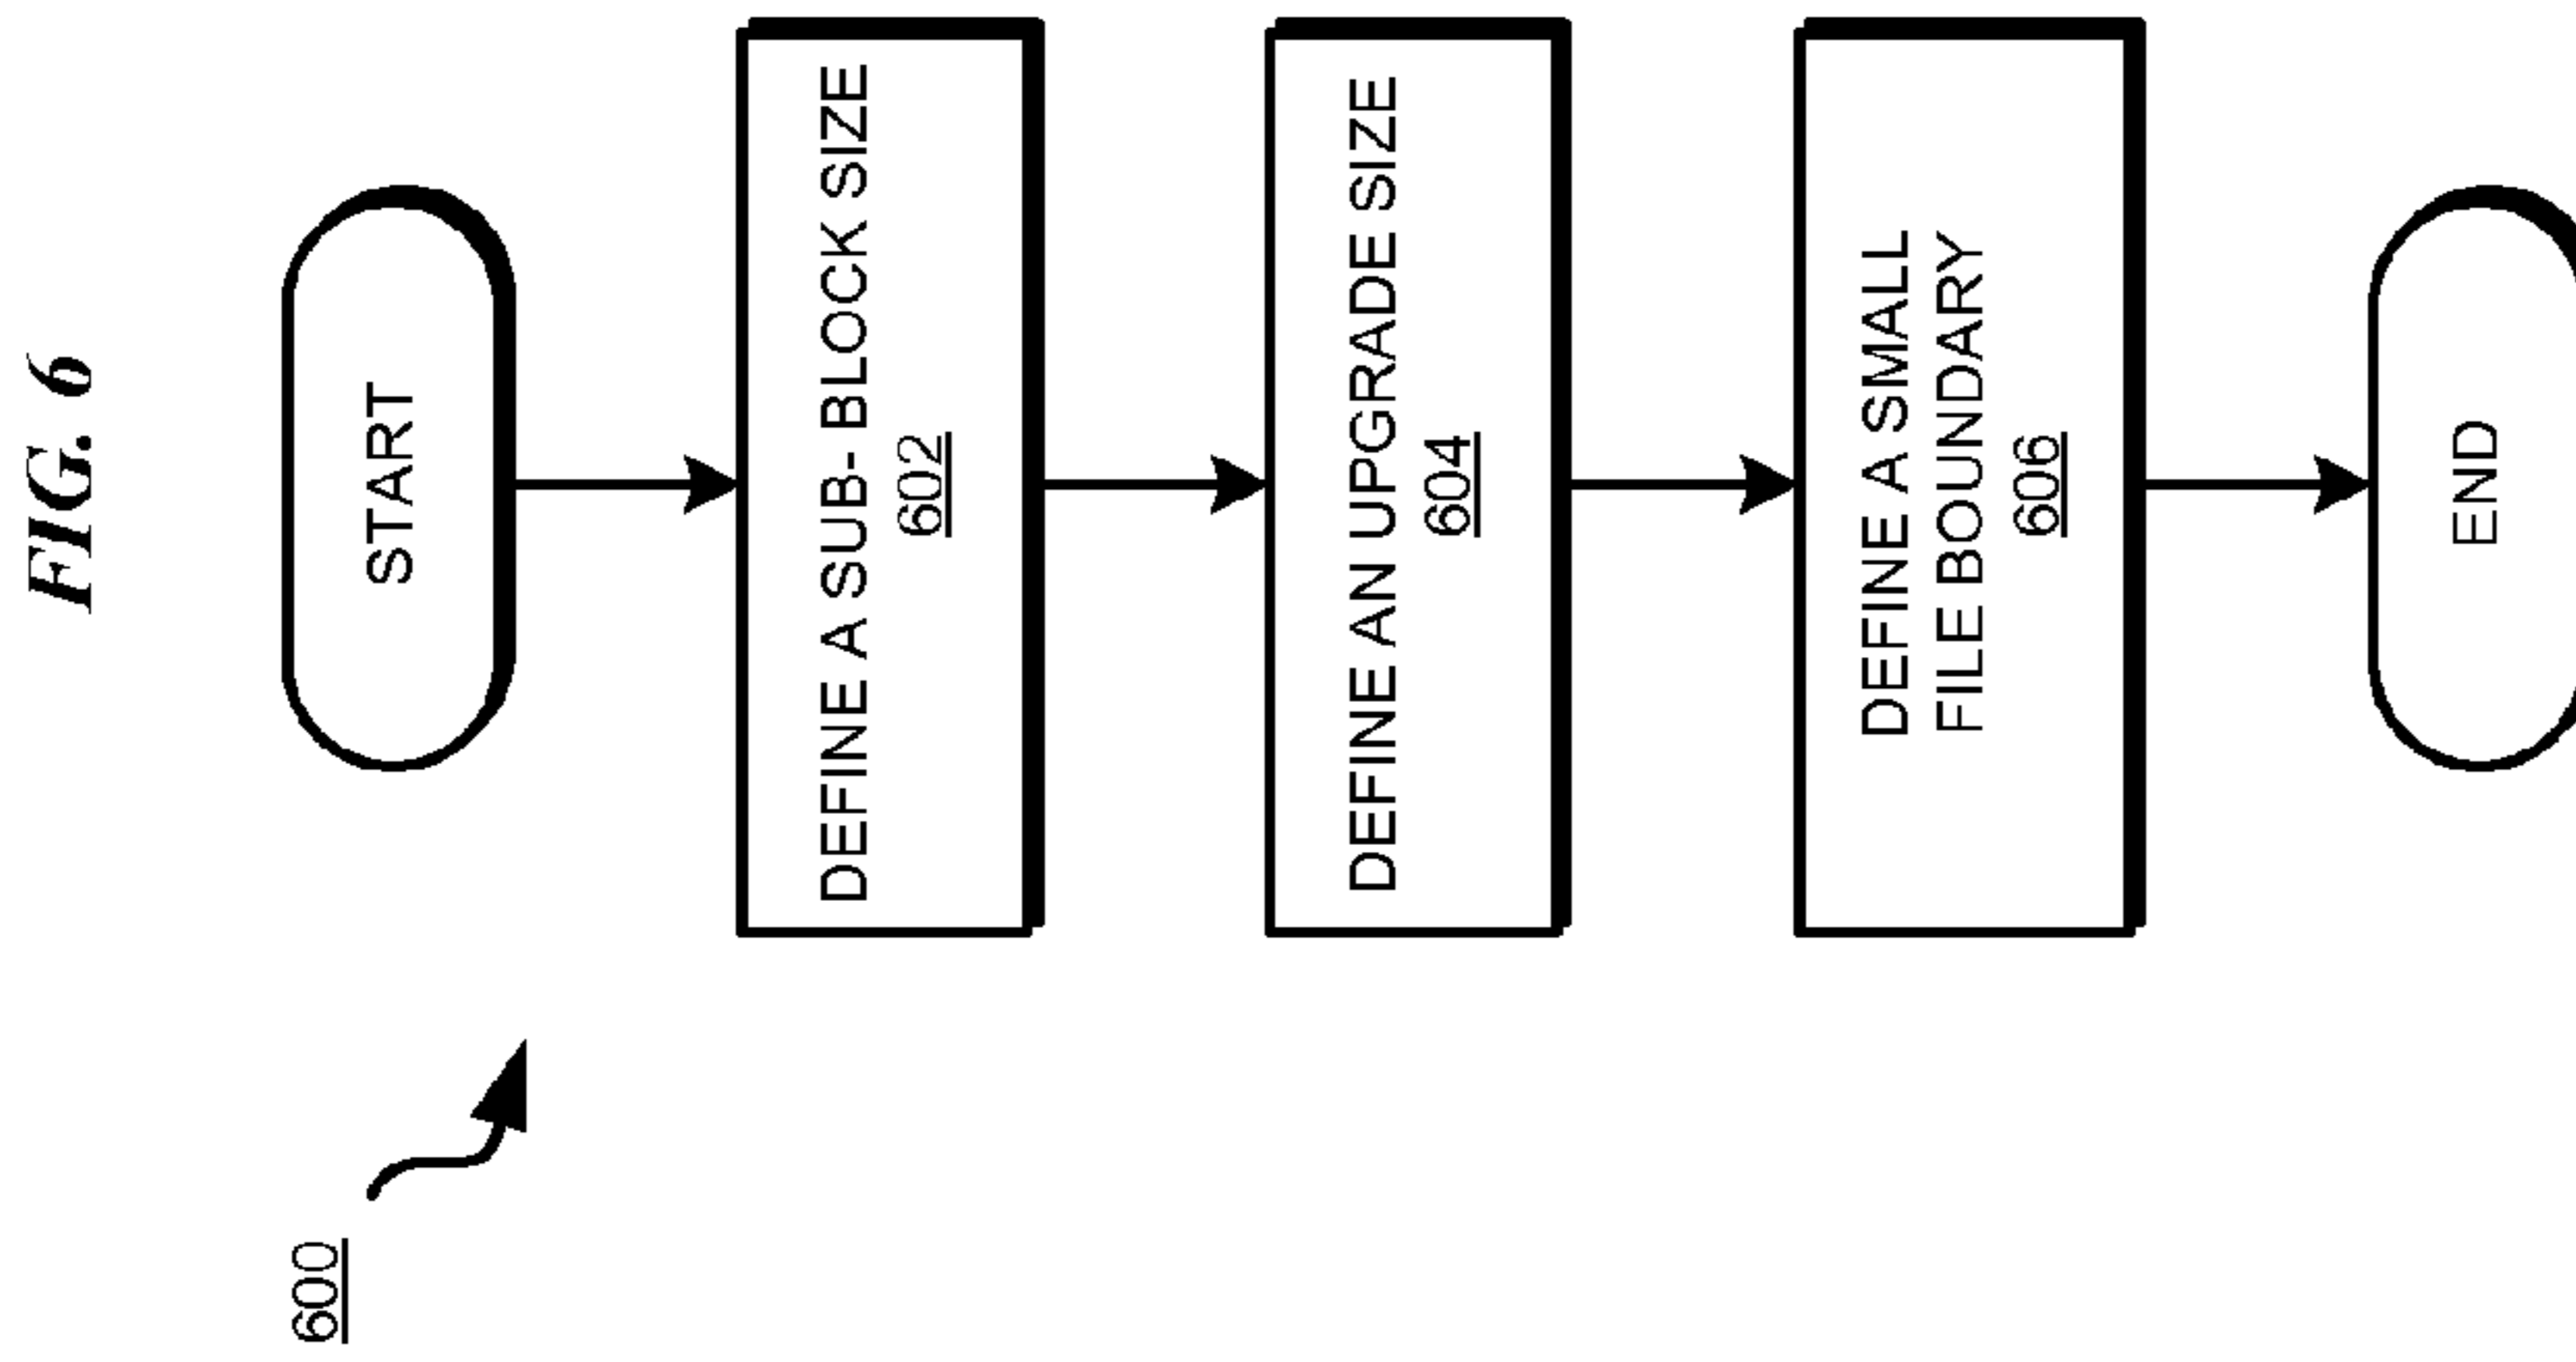 FIG. 6
600
START
DEFINE A SUB- BLOCK SIZE
602
DEFINE AN UPGRADE SIZE
604
DEFINE A SMALL
FILE BOUNDARY
606
END